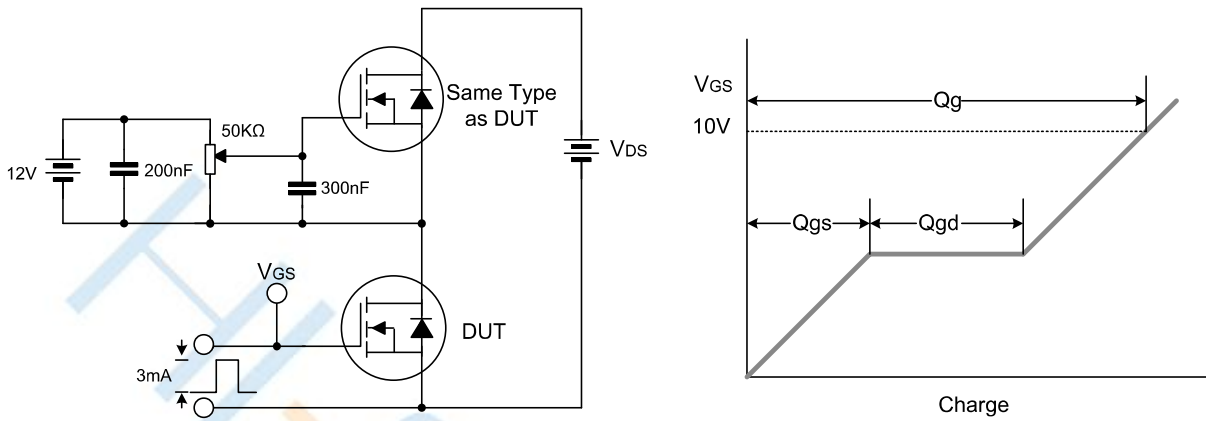 Same Type
as DUT
12V
200nF
50KΩ
300nF
VDS
VGS
DUT
3mA
VGS
10V
Qg
Qgs
Qgd
Charge